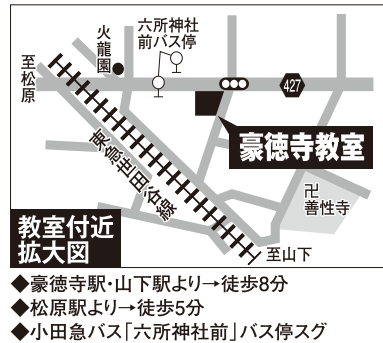 六所神社
前バス停
火龍園
至松原
427
豪徳寺教室
東急世田谷線
卍
善性寺
教室付近
拡大図
至山下
◆豪徳寺駅・山下駅より→徒歩8分
◆松原駅より→徒歩5分
◆小田急バス「六所神社前」バス停スグ